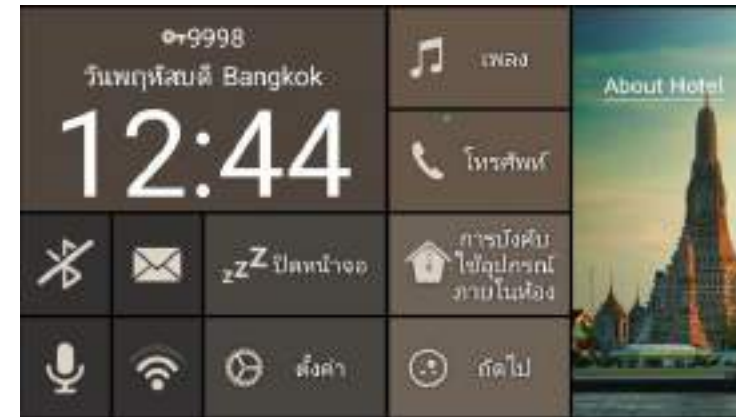 9998
วันพฤหัสบดี Bangkok
12:44
เพลง
About Hotel
โทรศัพท์
zzZ ปิดหน้าจอ
การบังคับ
ใช้อุปกรณ์
ภายในห้อง
ตั้งค่า
ถัดไป